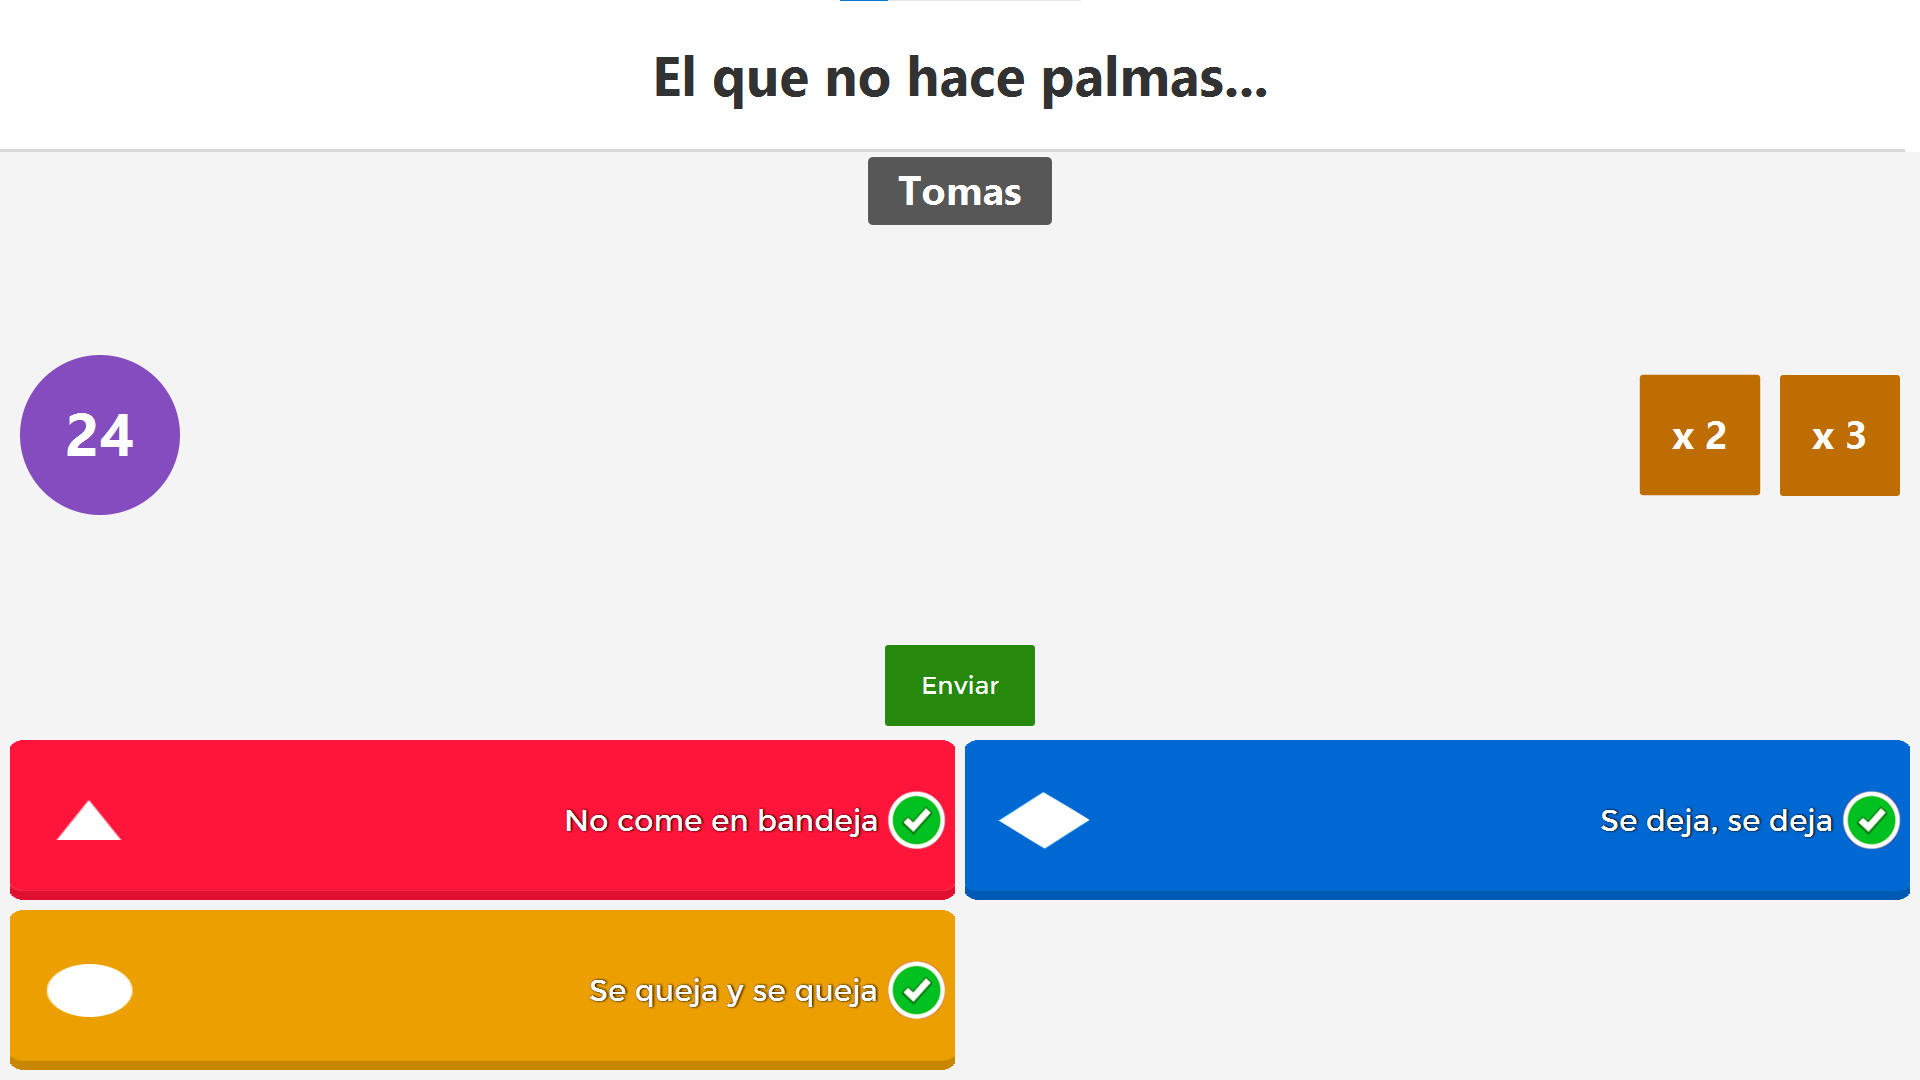 El que no hace palmas...
Tomas
24
x 2
x 3
Enviar
No come en bandeja
Se deja, se deja
Se queja y se queja